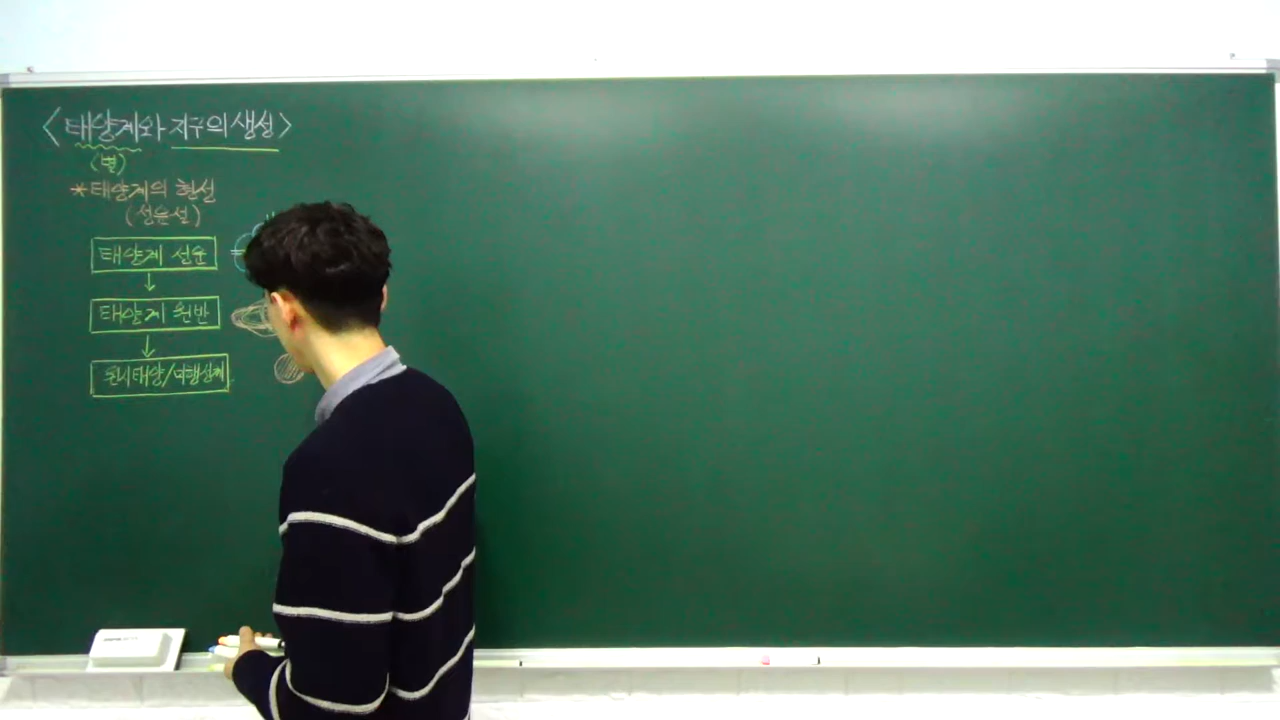 <태양계와 지구의 생성>
(별)
*태양계의 형성
(성운설)
태양계 성운
↓
태양계 원반
↓
원시태양/미행성체